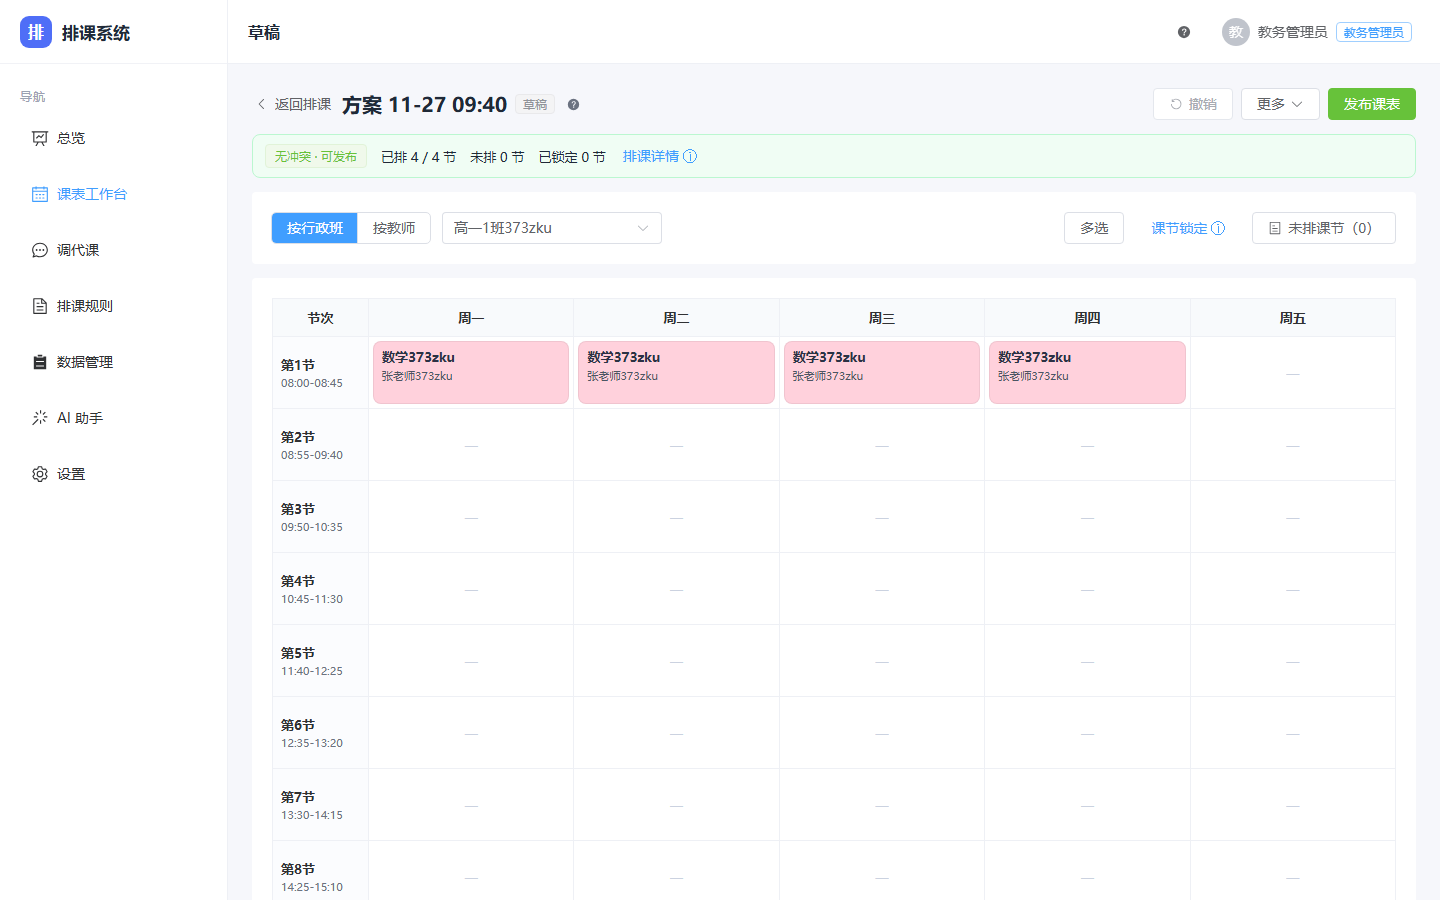 排 排课系统
草稿
教 教务管理员 教务管理员
导航
总览
课表工作台
调代课
排课规则
数据管理
AI 助手
设置
返回排课 方案 11-27 09:40 草稿
撤销 更多 发布课表
无冲突 · 可发布 已排 4 / 4 节 未排 0 节 已锁定 0 节 排课详情
按行政班 按教师 高一1班373zku
多选 课节锁定 未排课节（0）
节次 周一 周二 周三 周四 周五
第1节
08:00-08:45
数学373zku
张老师373zku
数学373zku
张老师373zku
数学373zku
张老师373zku
数学373zku
张老师373zku
—
第2节
08:55-09:40
— — — — —
第3节
09:50-10:35
— — — — —
第4节
10:45-11:30
— — — — —
第5节
11:40-12:25
— — — — —
第6节
12:35-13:20
— — — — —
第7节
13:30-14:15
— — — — —
第8节
14:25-15:10
— — — — —